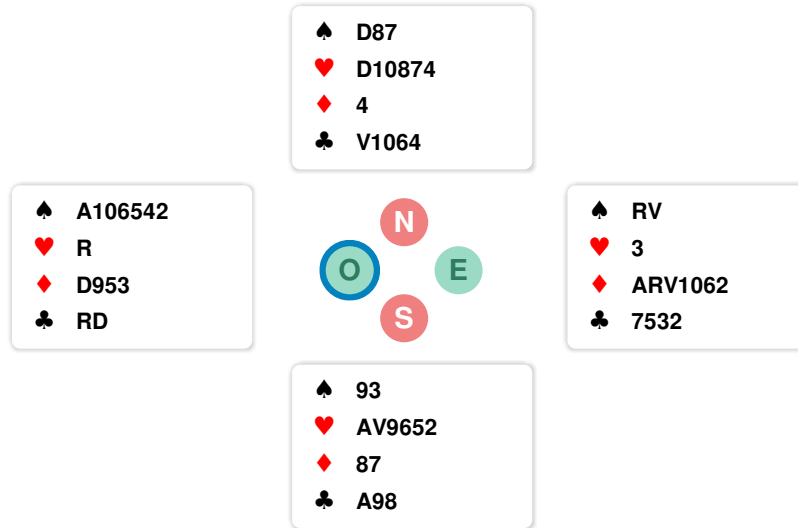 ♠ D87
♥ D10874
♦ 4
♣ V1064
♠ A106542
♥ R
♦ D953
♣ RD
N
O E
S
♠ RV
♥ 3
♦ ARV1062
♣ 7532
♠ 93
♥ AV9652
♦ 87
♣ A98